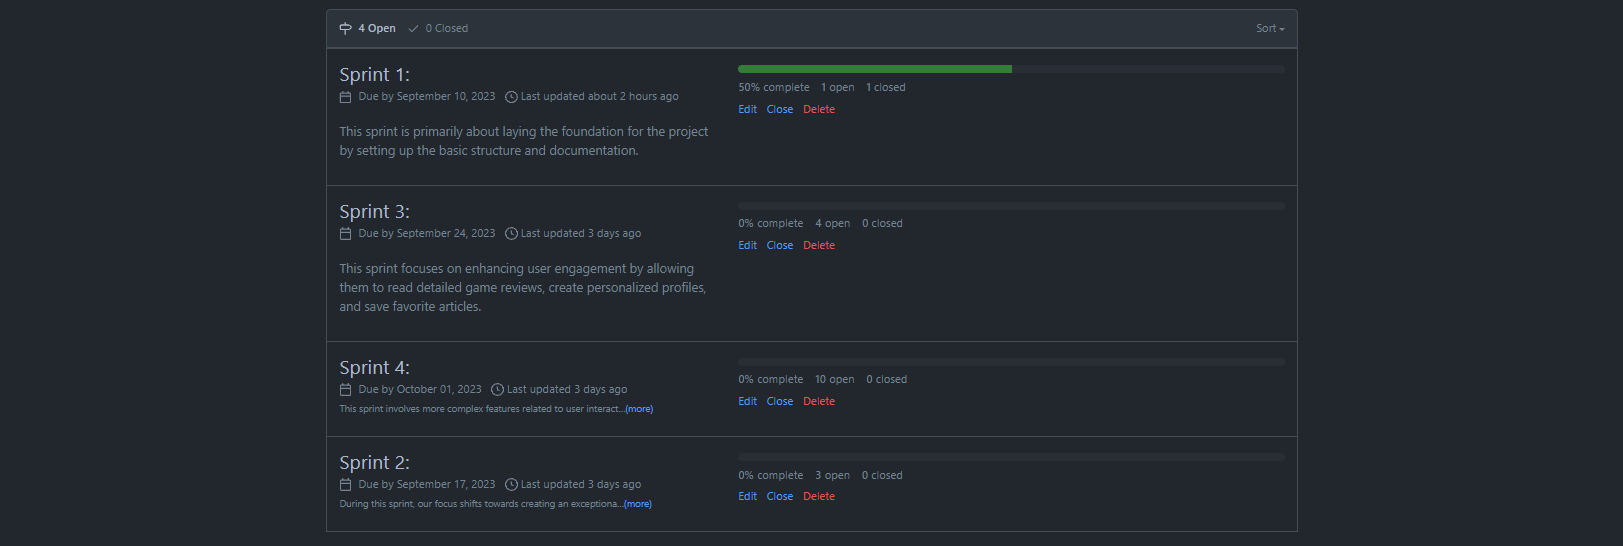 4 Open 0 Closed Sort
Sprint 1:
Due by September 10, 2023 Last updated about 2 hours ago
This sprint is primarily about laying the foundation for the project
by setting up the basic structure and documentation.
50% complete 1 open 1 closed
Edit Close Delete
Sprint 3:
Due by September 24, 2023 Last updated 3 days ago
This sprint focuses on enhancing user engagement by allowing
them to read detailed game reviews, create personalized profiles,
and save favorite articles.
0% complete 4 open 0 closed
Edit Close Delete
Sprint 4:
Due by October 01, 2023 Last updated 3 days ago
This sprint involves more complex features related to user interact...(more)
0% complete 10 open 0 closed
Edit Close Delete
Sprint 2:
Due by September 17, 2023 Last updated 3 days ago
During this sprint, our focus shifts towards creating an exceptiona...(more)
0% complete 3 open 0 closed
Edit Close Delete